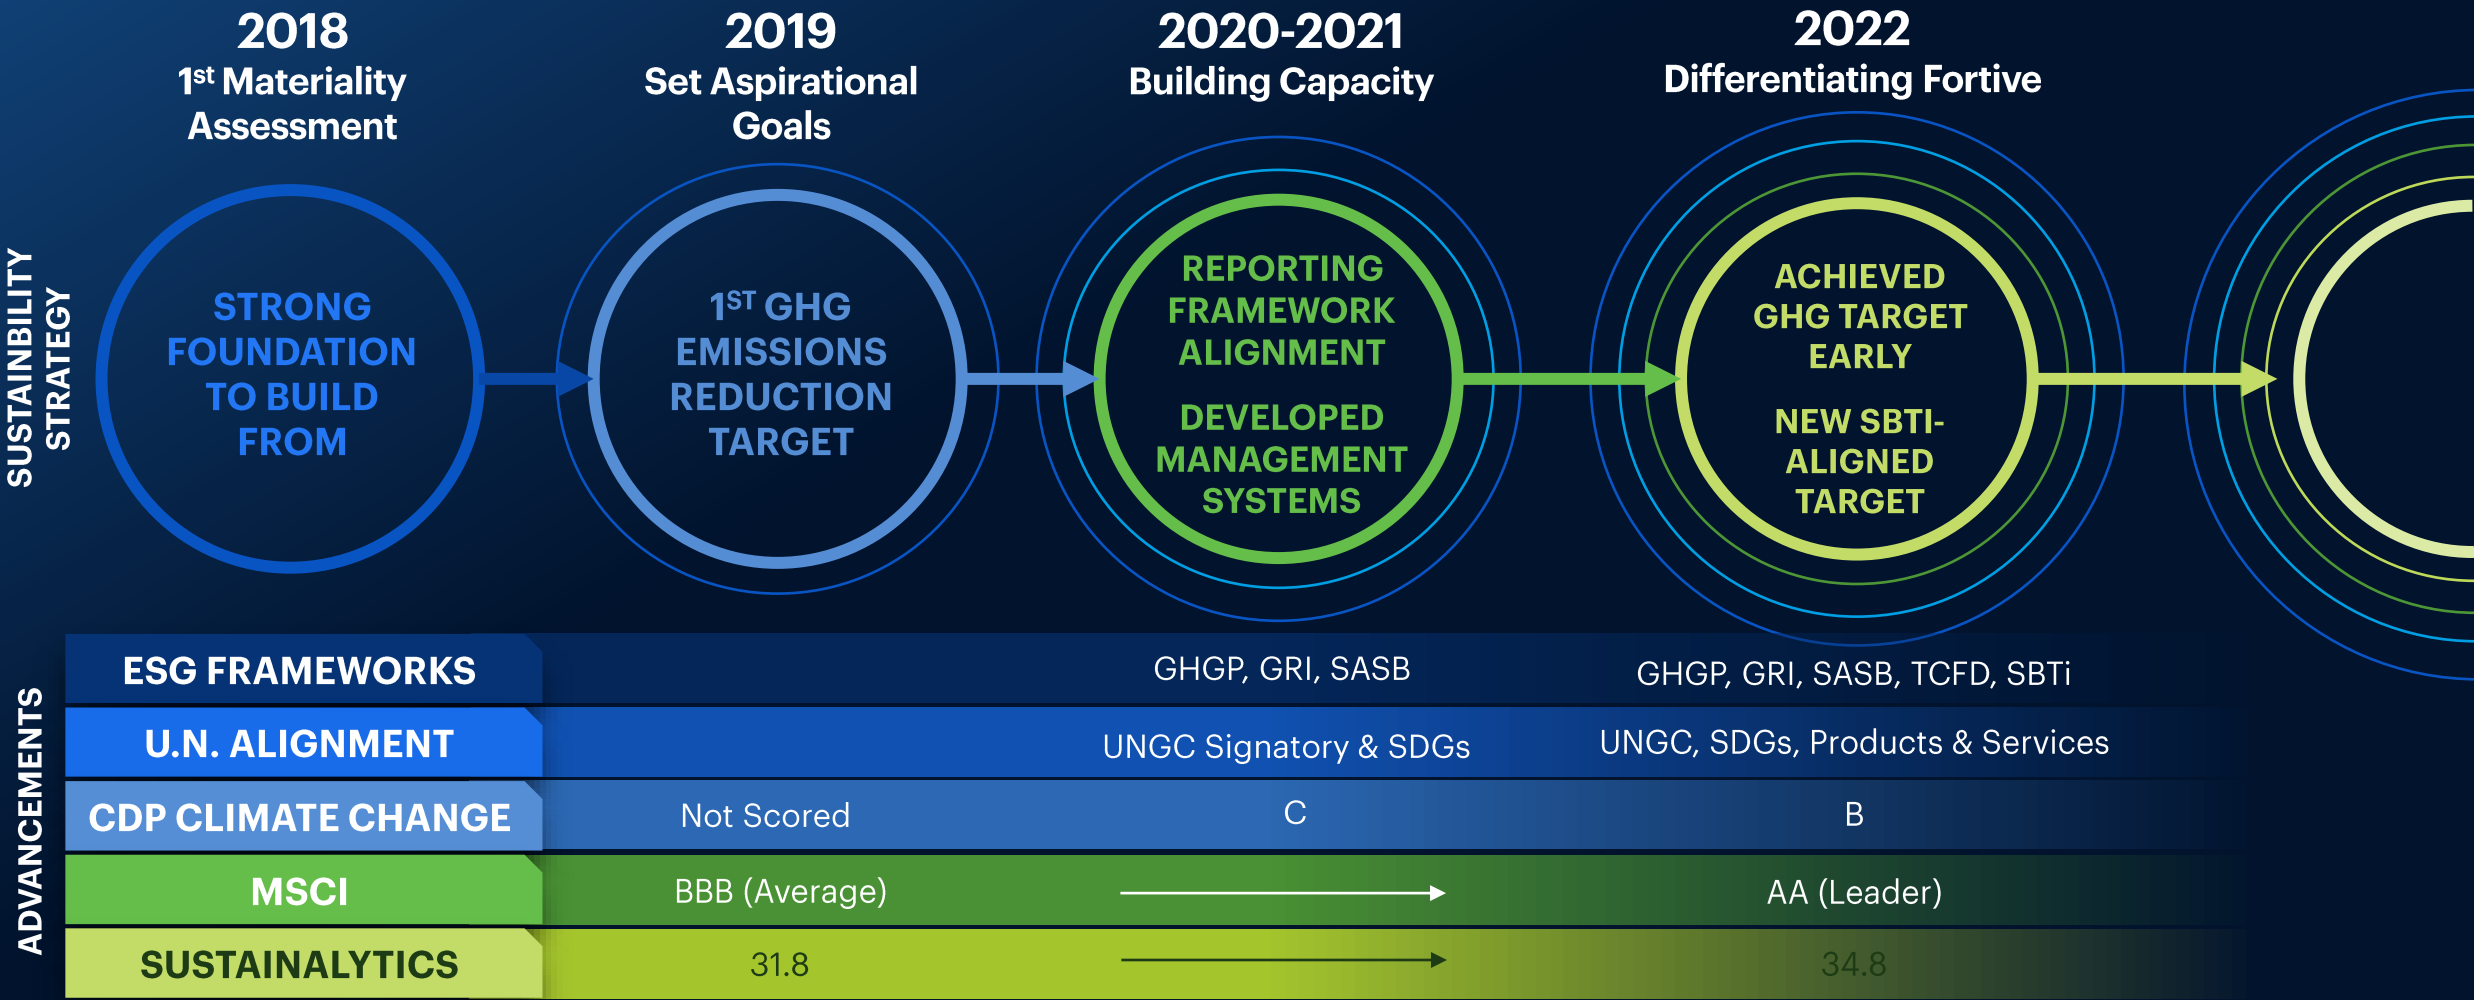 2018
1st Materiality
Assessment
2019
Set Aspirational
Goals
2020-2021
Building Capacity
2022
Differentiating Fortive
SUSTAINBILITY
STRATEGY
STRONG
FOUNDATION
TO BUILD
FROM
1ST GHG
EMISSIONS
REDUCTION
TARGET
REPORTING
FRAMEWORK
ALIGNMENT
DEVELOPED
MANAGEMENT
SYSTEMS
ACHIEVED
GHG TARGET
EARLY
NEW SBTI-
ALIGNED
TARGET
ADVANCEMENTS
ESG FRAMEWORKS
GHGP, GRI, SASB
GHGP, GRI, SASB, TCFD, SBTi
U.N. ALIGNMENT
UNGC Signatory & SDGs
UNGC, SDGs, Products & Services
CDP CLIMATE CHANGE
Not Scored
C
B
MSCI
BBB (Average)
AA (Leader)
SUSTAINALYTICS
31.8
34.8